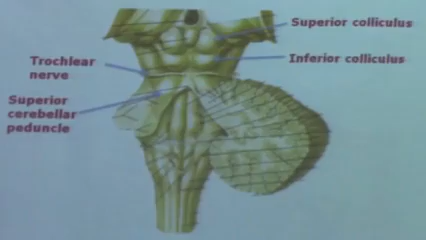 Superior colliculus
Inferior colliculus
Trochlear
nerve
Superior
cerebellar
peduncle